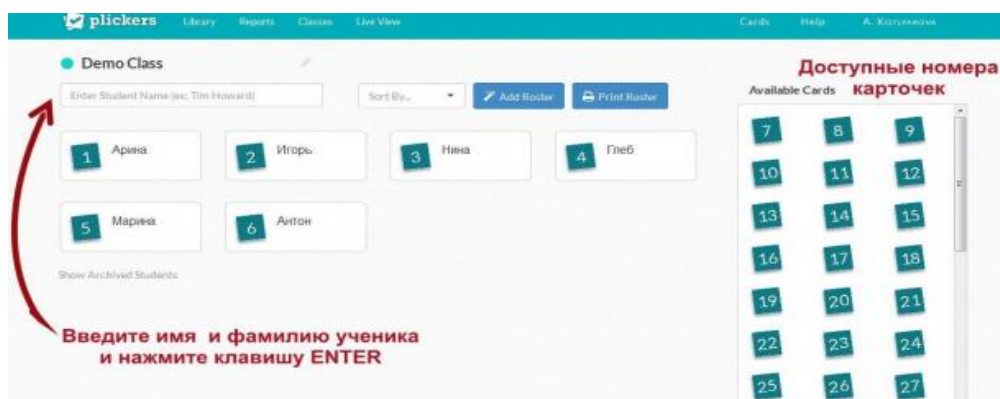 plickers Library Reports Classes Live View Cards Help A. Kotlyakova
Demo Class
Доступные номера
карточек
Enter Student Name (ex: Tim Howard)
Sort By...
Add Roster
Print Roster
Available Cards
1 Арина
2 Игорь
3 Нина
4 Глеб
5 Марина
6 Антон
Show Archived Students
7 8 9
10 11 12
13 14 15
16 17 18
19 20 21
22 23 24
25 26 27
Введите имя и фамилию ученика
и нажмите клавишу ENTER